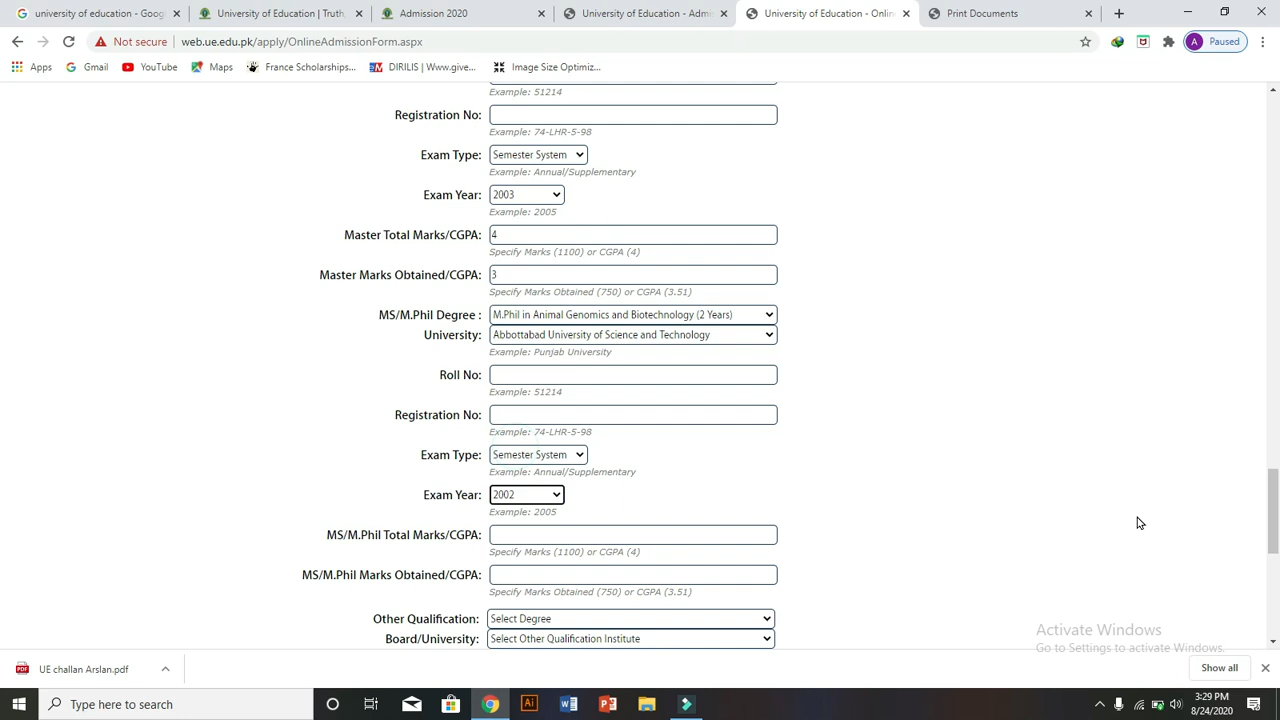 university of education - Goog
University of Education | Truth,
Admission 2020
University of Education - Admi
University of Education - Onlin
Print Documents
Not secure | web.ue.edu.pk/apply/OnlineAdmissionForm.aspx
A Paused
Apps
Gmail
YouTube
Maps
France Scholarships...
DIRILIS | Www.give...
Image Size Optimiz...
Example: 51214
Registration No:
Example: 74-LHR-5-98
Exam Type: Semester System
Example: Annual/Supplementary
Exam Year: 2003
Example: 2005
Master Total Marks/CGPA: 4
Specify Marks (1100) or CGPA (4)
Master Marks Obtained/CGPA: 3
Specify Marks Obtained (750) or CGPA (3.51)
MS/M.Phil Degree : M.Phil in Animal Genomics and Biotechnology (2 Years)
University: Abbottabad University of Science and Technology
Example: Punjab University
Roll No:
Example: 51214
Registration No:
Example: 74-LHR-5-98
Exam Type: Semester System
Example: Annual/Supplementary
Exam Year: 2002
Example: 2005
MS/M.Phil Total Marks/CGPA:
Specify Marks (1100) or CGPA (4)
MS/M.Phil Marks Obtained/CGPA:
Specify Marks Obtained (750) or CGPA (3.51)
Other Qualification: Select Degree
Board/University: Select Other Qualification Institute
Activate Windows
Go to Settings to activate Windows.
UE challan Arslan.pdf
Show all
Type here to search
3:29 PM
8/24/2020